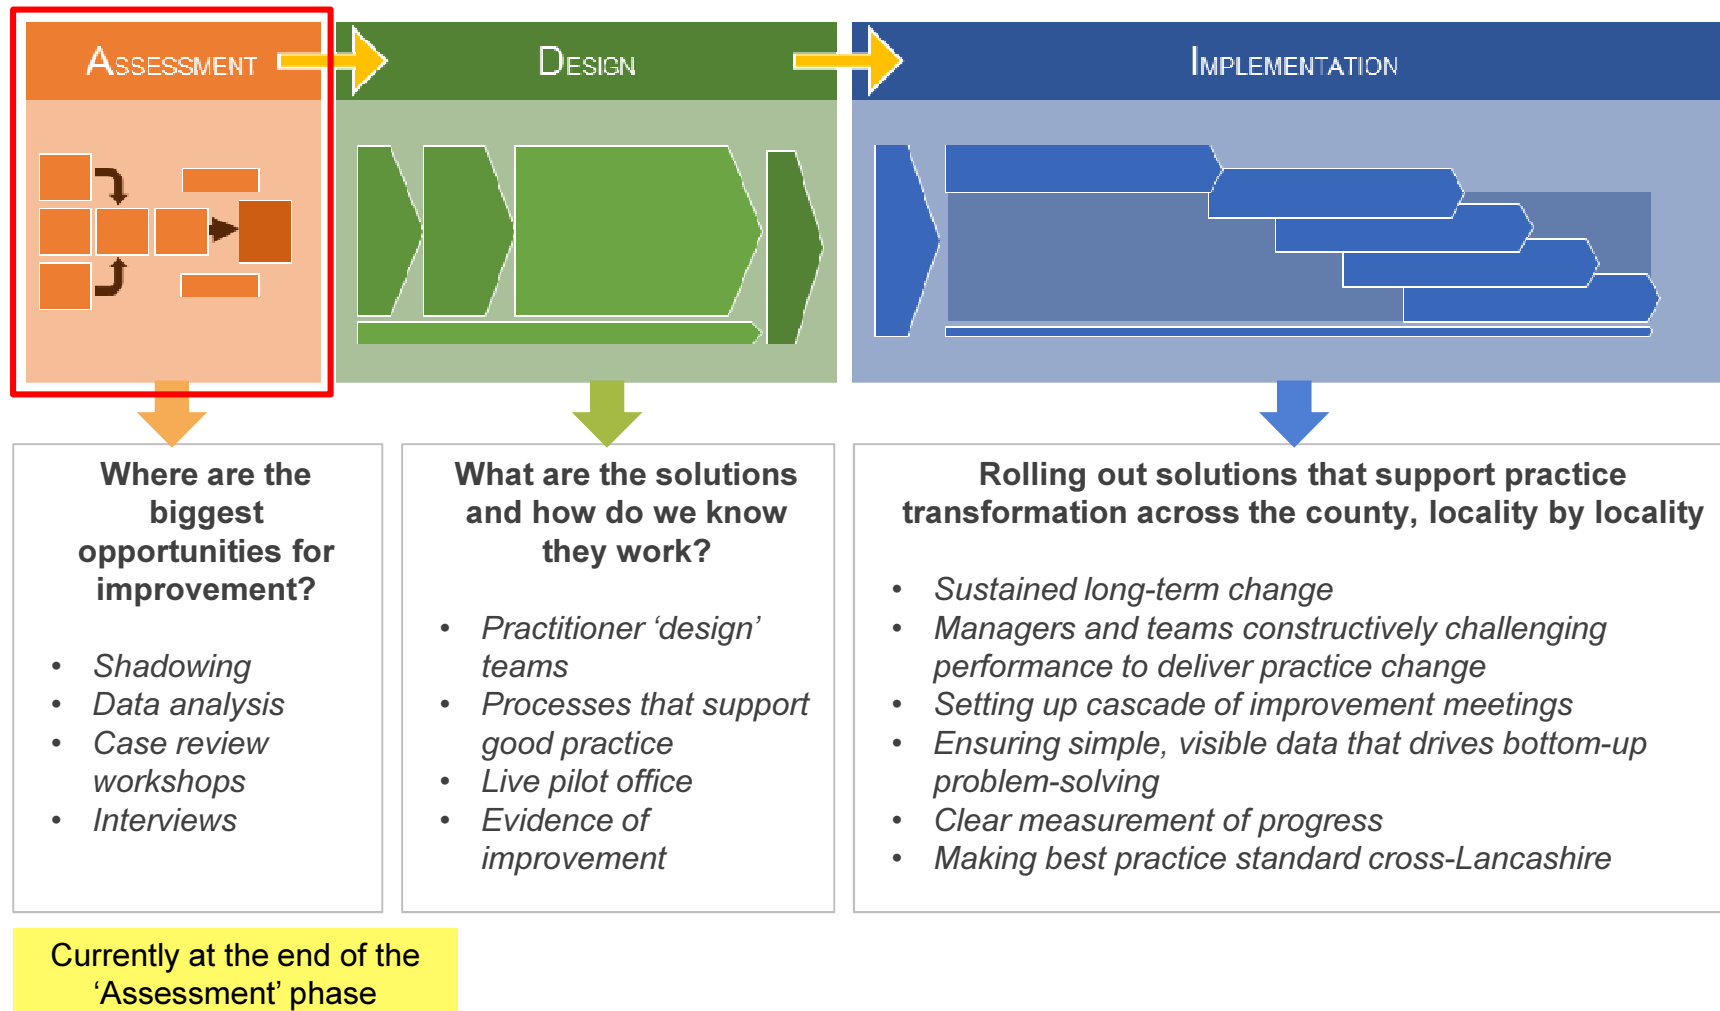 ASSESSMENT
DESIGN
IMPLEMENTATION
Where are the
biggest
opportunities for
improvement?
• Shadowing
• Data analysis
• Case review
workshops
• Interviews
What are the solutions
and how do we know
they work?
• Practitioner ‘design’
teams
• Processes that support
good practice
• Live pilot office
• Evidence of
improvement
Rolling out solutions that support practice
transformation across the county, locality by locality
• Sustained long-term change
• Managers and teams constructively challenging
performance to deliver practice change
• Setting up cascade of improvement meetings
• Ensuring simple, visible data that drives bottom-up
problem-solving
• Clear measurement of progress
• Making best practice standard cross-Lancashire
Currently at the end of the
‘Assessment’ phase